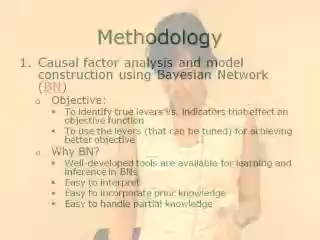 Methodology
1. Causal factor analysis and model
construction using Bayesian Network
(BN)
o Objective:
▪ To identify true levers vs. indicators that effect an
objective function
▪ To use the levers (that can be tuned) for achieving
better objective
o Why BN?
▪ Well-developed tools are available for learning and
inference in BNs
▪ Easy to interpret
▪ Easy to incorporate prior knowledge
▪ Easy to handle partial knowledge